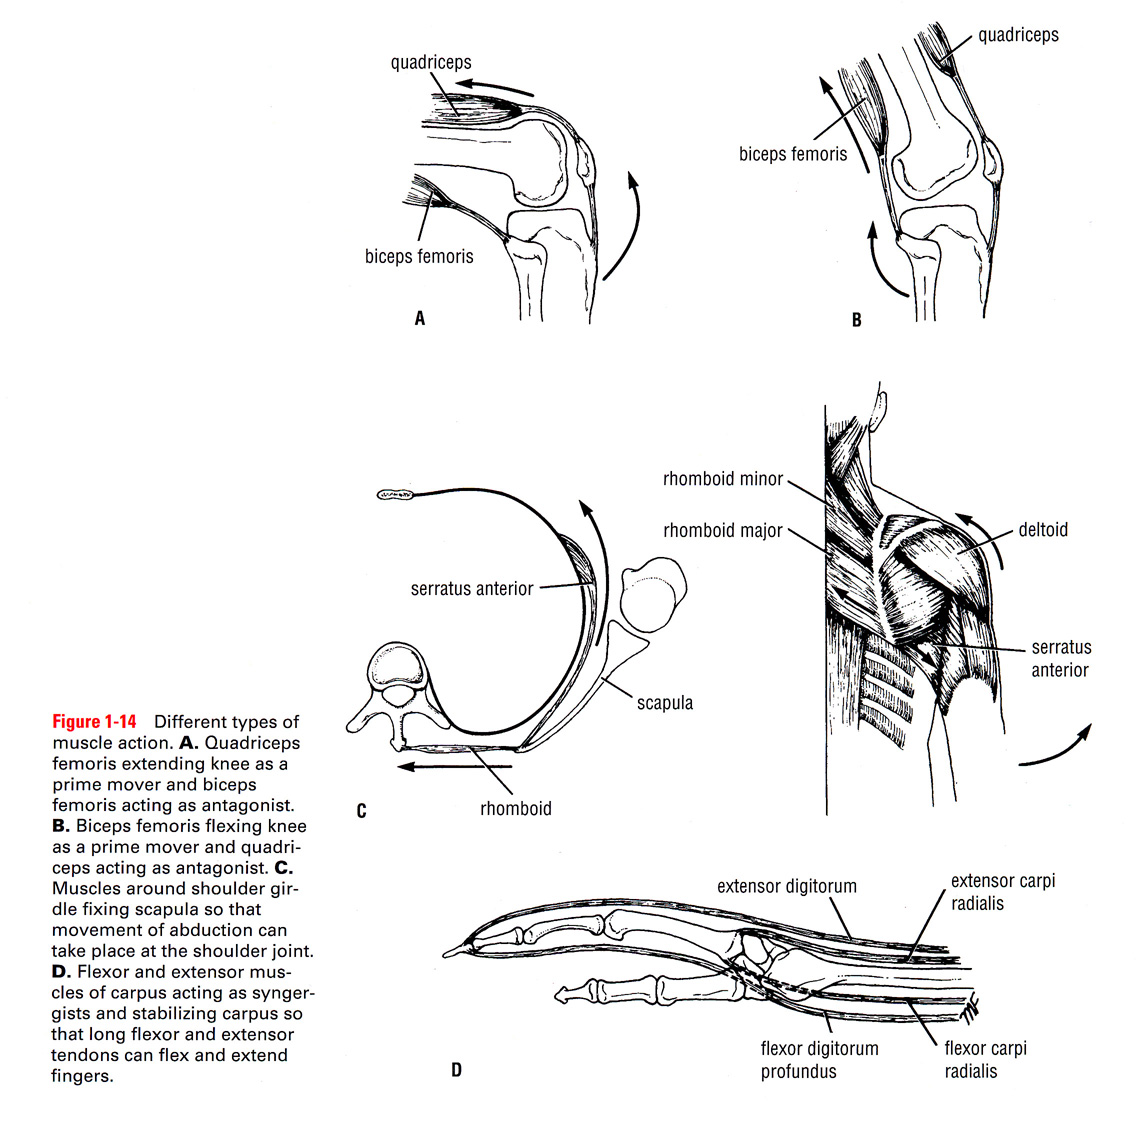 quadriceps
biceps femoris
A
quadriceps
biceps femoris
B
serratus anterior
scapula
rhomboid
C
rhomboid minor
rhomboid major
deltoid
serratus
anterior
extensor digitorum
extensor carpi
radialis
flexor digitorum
profundus
flexor carpi
radialis
MF
D
Figure 1-14 Different types of
muscle action. A. Quadriceps
femoris extending knee as a
prime mover and biceps
femoris acting as antagonist.
B. Biceps femoris flexing knee
as a prime mover and quadri-
ceps acting as antagonist. C.
Muscles around shoulder gir-
dle fixing scapula so that
movement of abduction can
take place at the shoulder joint.
D. Flexor and extensor mus-
cles of carpus acting as synger-
gists and stabilizing carpus so
that long flexor and extensor
tendons can flex and extend
fingers.